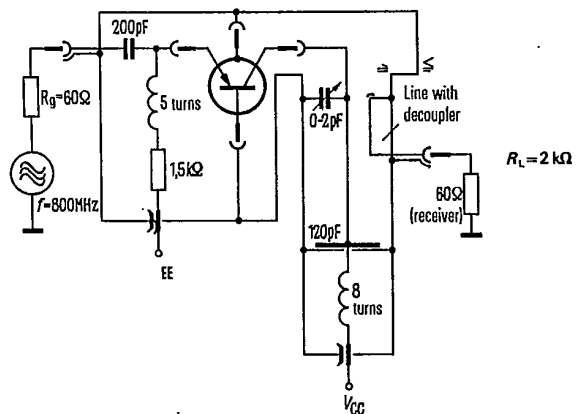 200pF
Rg=60Ω
5 turns
1,5kΩ
f=800MHz
EE
0-2pF
Line with
decoupler
RL=2 kΩ
60Ω
(receiver)
120pF
8
turns
VCC